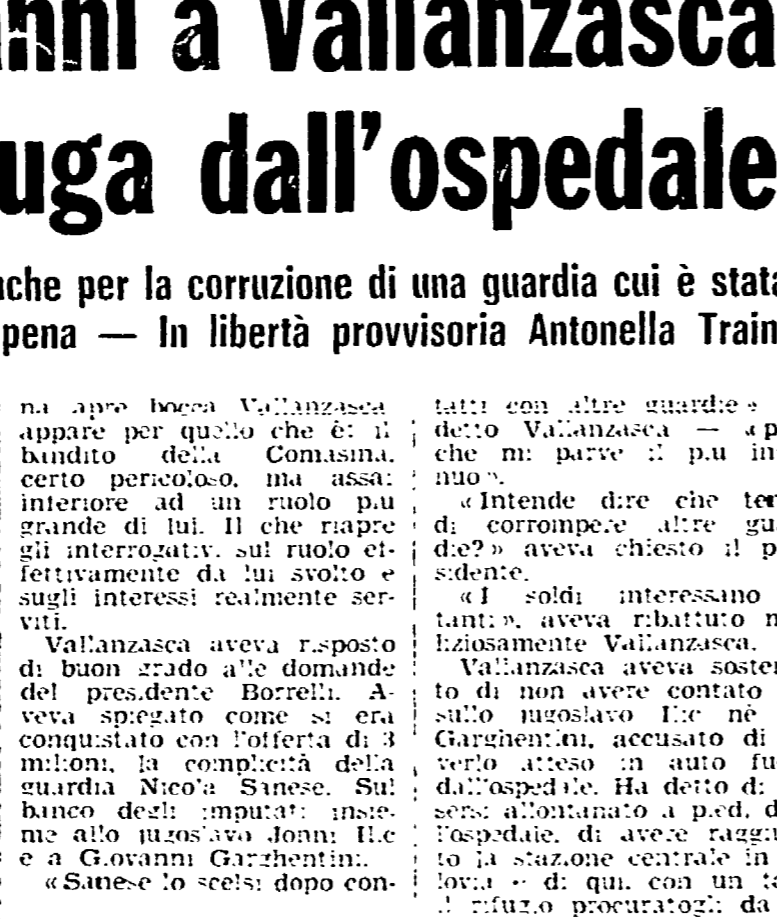 anni a Vallanzasca
uga dall'ospedale
nche per la corruzione di una guardia cui è stata
pena — In libertà provvisoria Antonella Train
na apre bocca Vallanzasca
appare per quello che è: il
bandito della Comasina,
certo pericoloso, ma assai
inferiore ad un ruolo più
grande di lui. Il che riapre
gli interrogativi sul ruolo ef-
fettivamente da lui svolto e
sugli interessi realmente ser-
viti.
Vallanzasca aveva risposto
di buon grado alle domande
del presidente Borrelli. A-
veva spiegato come si era
conquistato con l'offerta di 3
milioni, la complicità della
guardia Nicola Sanese. Sul
banco degli imputati insie-
me allo jugoslavo Jonni Ilic
e a Giovanni Garghentini.
«Sanese lo scelsi dopo con-
tatti con altre guardie»
detto Vallanzasca — «p
che mi parve il più in
nuo».
«Intende dire che ten
di corrompere altre gua
die?» aveva chiesto il p
sidente.
«I soldi interessano
tanti», aveva ribattuto m
liziosamente Vallanzasca.
Vallanzasca aveva sosten
to di non avere contato
sullo jugoslavo Ilic nè
Garghentini, accusato di
verlo atteso in auto fu
dall'ospedale. Ha detto di
sersi allontanato a piedi d
l'ospedale, di avere raggiu
to la stazione centrale in
lovia e di qui, con un t
il rifugio procuratogli da